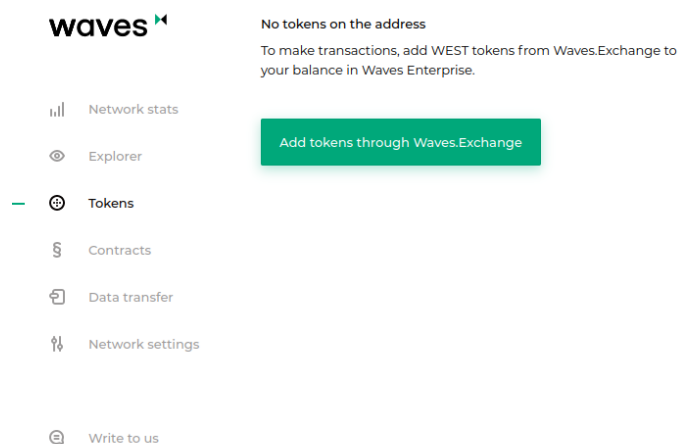 waves
Network stats
Explorer
Tokens
Contracts
Data transfer
Network settings
Write to us
No tokens on the address
To make transactions, add WEST tokens from Waves.Exchange to
your balance in Waves Enterprise.
Add tokens through Waves.Exchange